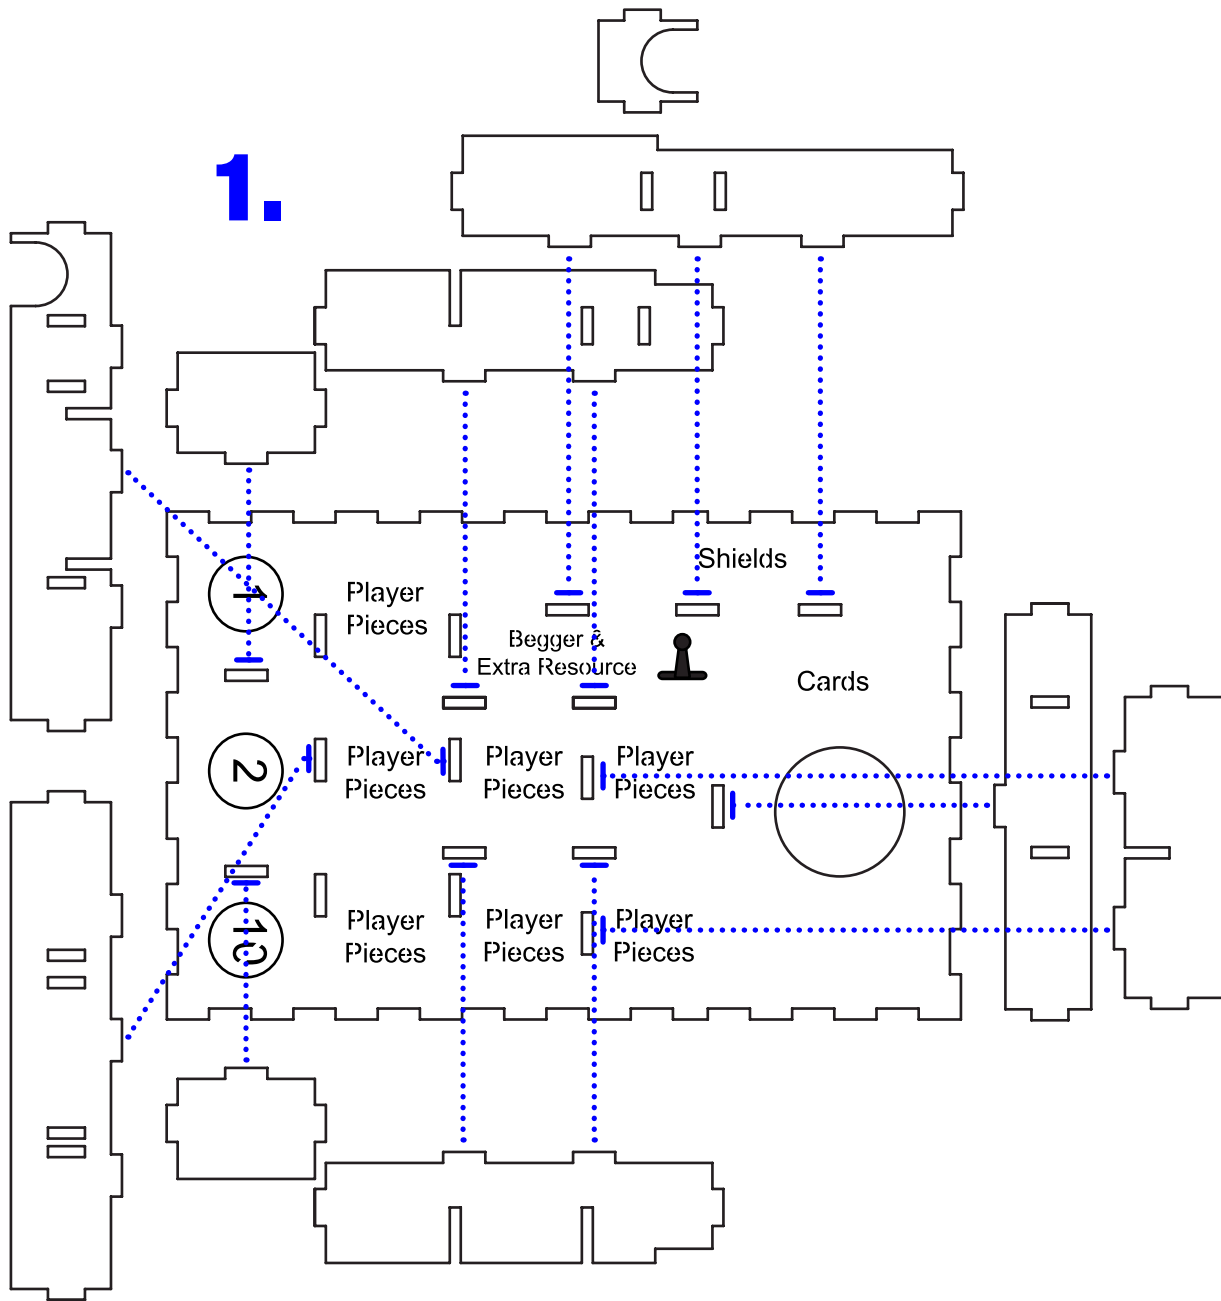 1.
Shields
1
Player
Pieces
Begger &
Extra Resource
Cards
2
Player
Pieces
Player
Pieces
Player
Pieces
10
Player
Pieces
Player
Pieces
Player
Pieces